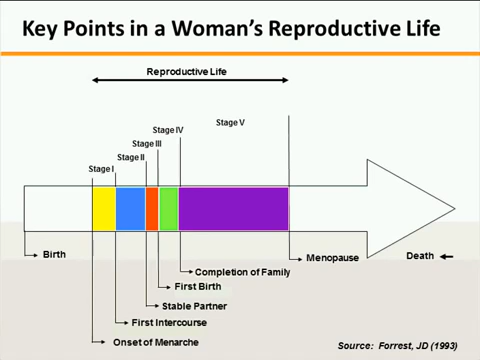 Key Points in a Woman's Reproductive Life
Reproductive Life
Stage V
Stage IV
Stage III
Stage II
Stage I
Birth
Menopause
Death
Completion of Family
First Birth
Stable Partner
First Intercourse
Onset of Menarche
Source: Forrest, JD (1993)